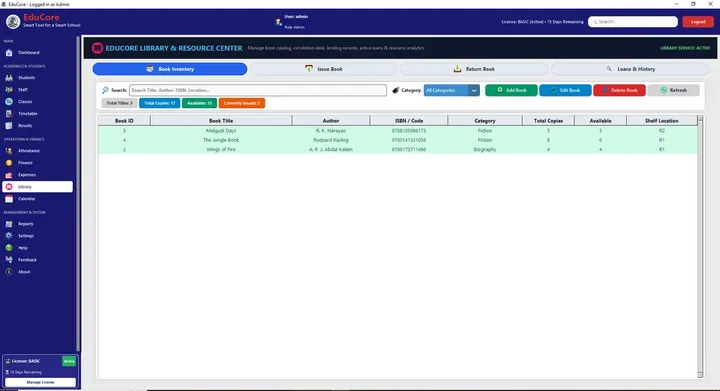 EduCore - Logged in as Admin
EduCore
Smart Tool for a Smart School
User: admin
Role: Admin
License: BASIC (Active) • 15 Days Remaining
Search...
Logout
MAIN
Dashboard
ACADEMICS & STUDENTS
Students
Staff
Classes
Timetable
Results
OPERATIONS & FINANCE
Attendance
Finance
Expenses
Library
Calendar
MANAGEMENT & SYSTEM
Reports
Settings
Help
Feedback
About
License: BASIC
Active
15 Days Remaining
Manage License
EDUCORE LIBRARY & RESOURCE CENTER
Manage book catalog, circulation desk, lending records, active loans & resource analytics
LIBRARY SERVICE: ACTIVE
Book Inventory
Issue Book
Return Book
Loans & History
Search:
Search Title, Author, ISBN, Location...
Category:
All Categories
Add Book
Edit Book
Delete Book
Refresh
Total Titles: 3
Total Copies: 17
Available: 15
Currently Issued: 2
Book ID Book Title Author ISBN / Code Category Total Copies Available Shelf Location
3 Malgudi Days R. K. Narayan 9788185986173 Fiction 5 3 R2
4 The Jungle Book Rudyard Kipling 9780141321059 Fiction 8 8 R1
2 Wings of Fire A. P. J. Abdul Kalam 9788173711466 Biography 4 4 R1